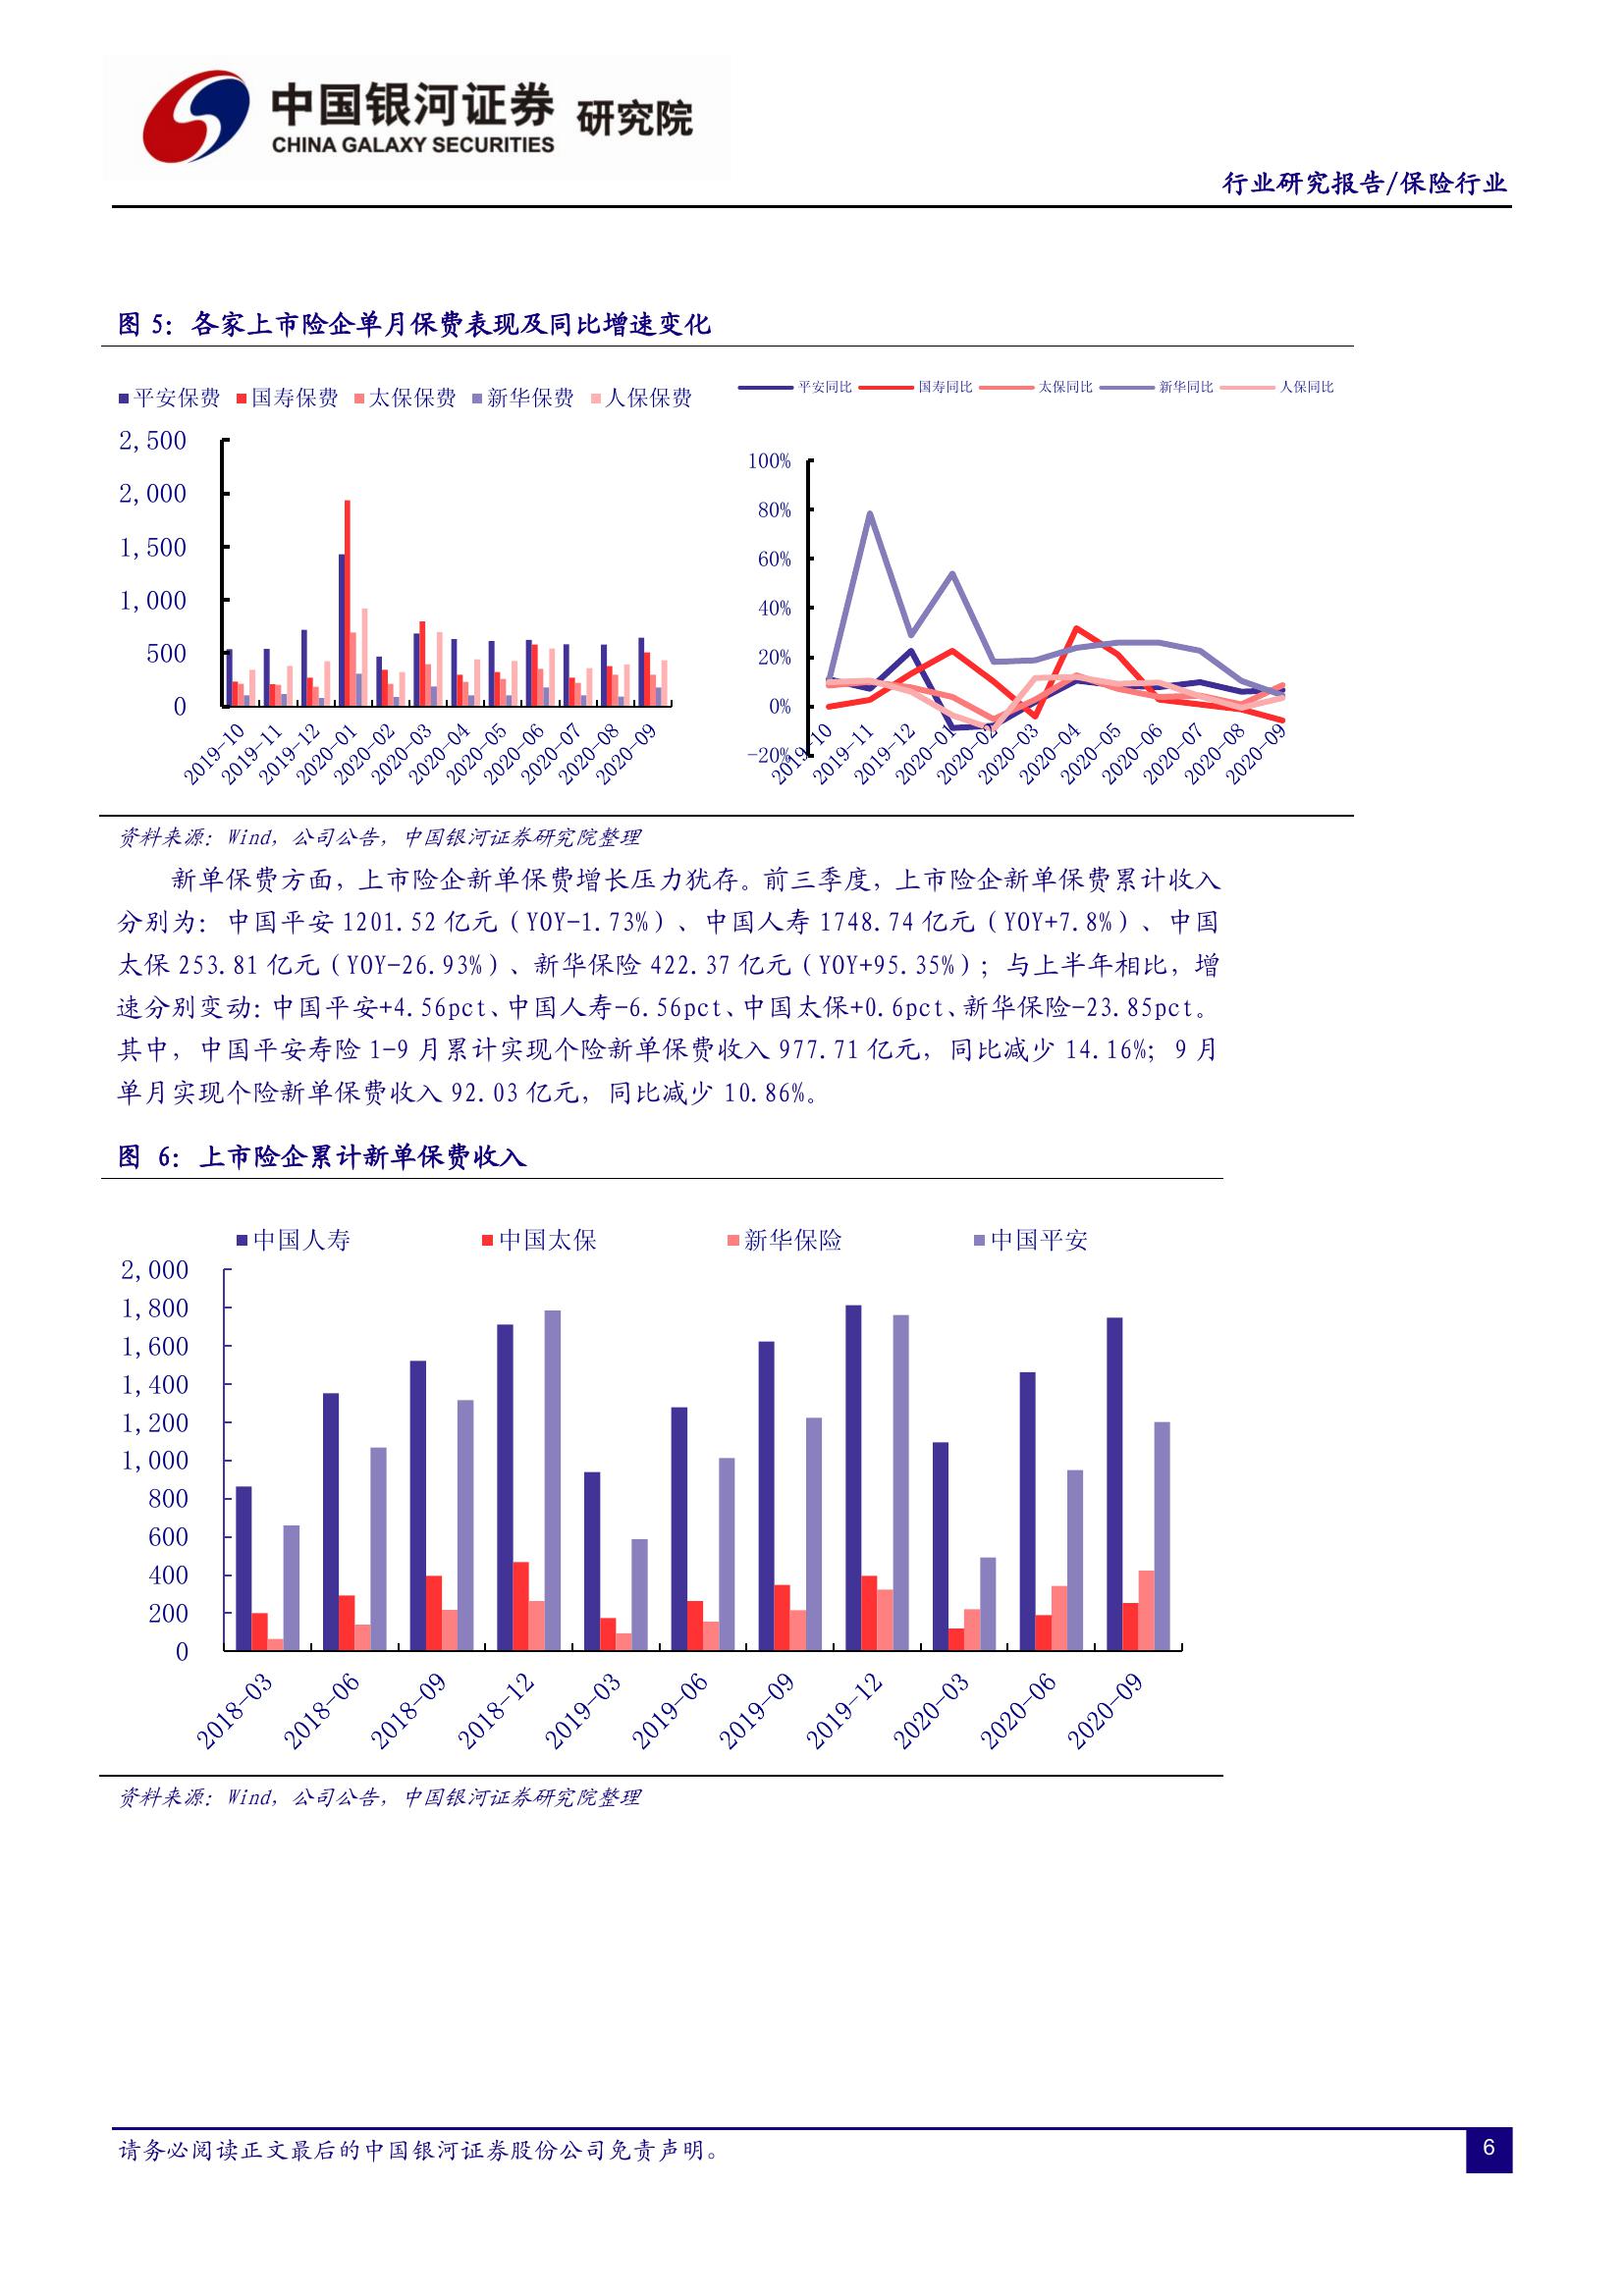 中国银河证券 研究院
CHINA GALAXY SECURITIES
行业研究报告/保险行业
图 5：各家上市险企单月保费表现及同比增速变化
平安保费 国寿保费 太保保费 新华保费 人保保费
2,500
2,000
1,500
1,000
500
0
2019-10 2019-11 2019-12 2020-01 2020-02 2020-03 2020-04 2020-05 2020-06 2020-07 2020-08 2020-09
平安同比 国寿同比 太保同比 新华同比 人保同比
100%
80%
60%
40%
20%
0%
-20%
2019-10 2019-11 2019-12 2020-01 2020-02 2020-03 2020-04 2020-05 2020-06 2020-07 2020-08 2020-09
资料来源：Wind，公司公告，中国银河证券研究院整理
新单保费方面，上市险企新单保费增长压力犹存。前三季度，上市险企新单保费累计收入
分别为：中国平安 1201.52 亿元（YOY-1.73%）、中国人寿 1748.74 亿元（YOY+7.8%）、中国
太保 253.81 亿元（YOY-26.93%）、新华保险 422.37 亿元（YOY+95.35%）；与上半年相比，增
速分别变动：中国平安+4.56pct、中国人寿-6.56pct、中国太保+0.6pct、新华保险-23.85pct。
其中，中国平安寿险 1-9 月累计实现个险新单保费收入 977.71 亿元，同比减少 14.16%；9 月
单月实现个险新单保费收入 92.03 亿元，同比减少 10.86%。
图 6：上市险企累计新单保费收入
中国人寿 中国太保 新华保险 中国平安
2,000
1,800
1,600
1,400
1,200
1,000
800
600
400
200
0
2018-03 2018-06 2018-09 2018-12 2019-03 2019-06 2019-09 2019-12 2020-03 2020-06 2020-09
资料来源：Wind，公司公告，中国银河证券研究院整理
请务必阅读正文最后的中国银河证券股份公司免责声明。
6